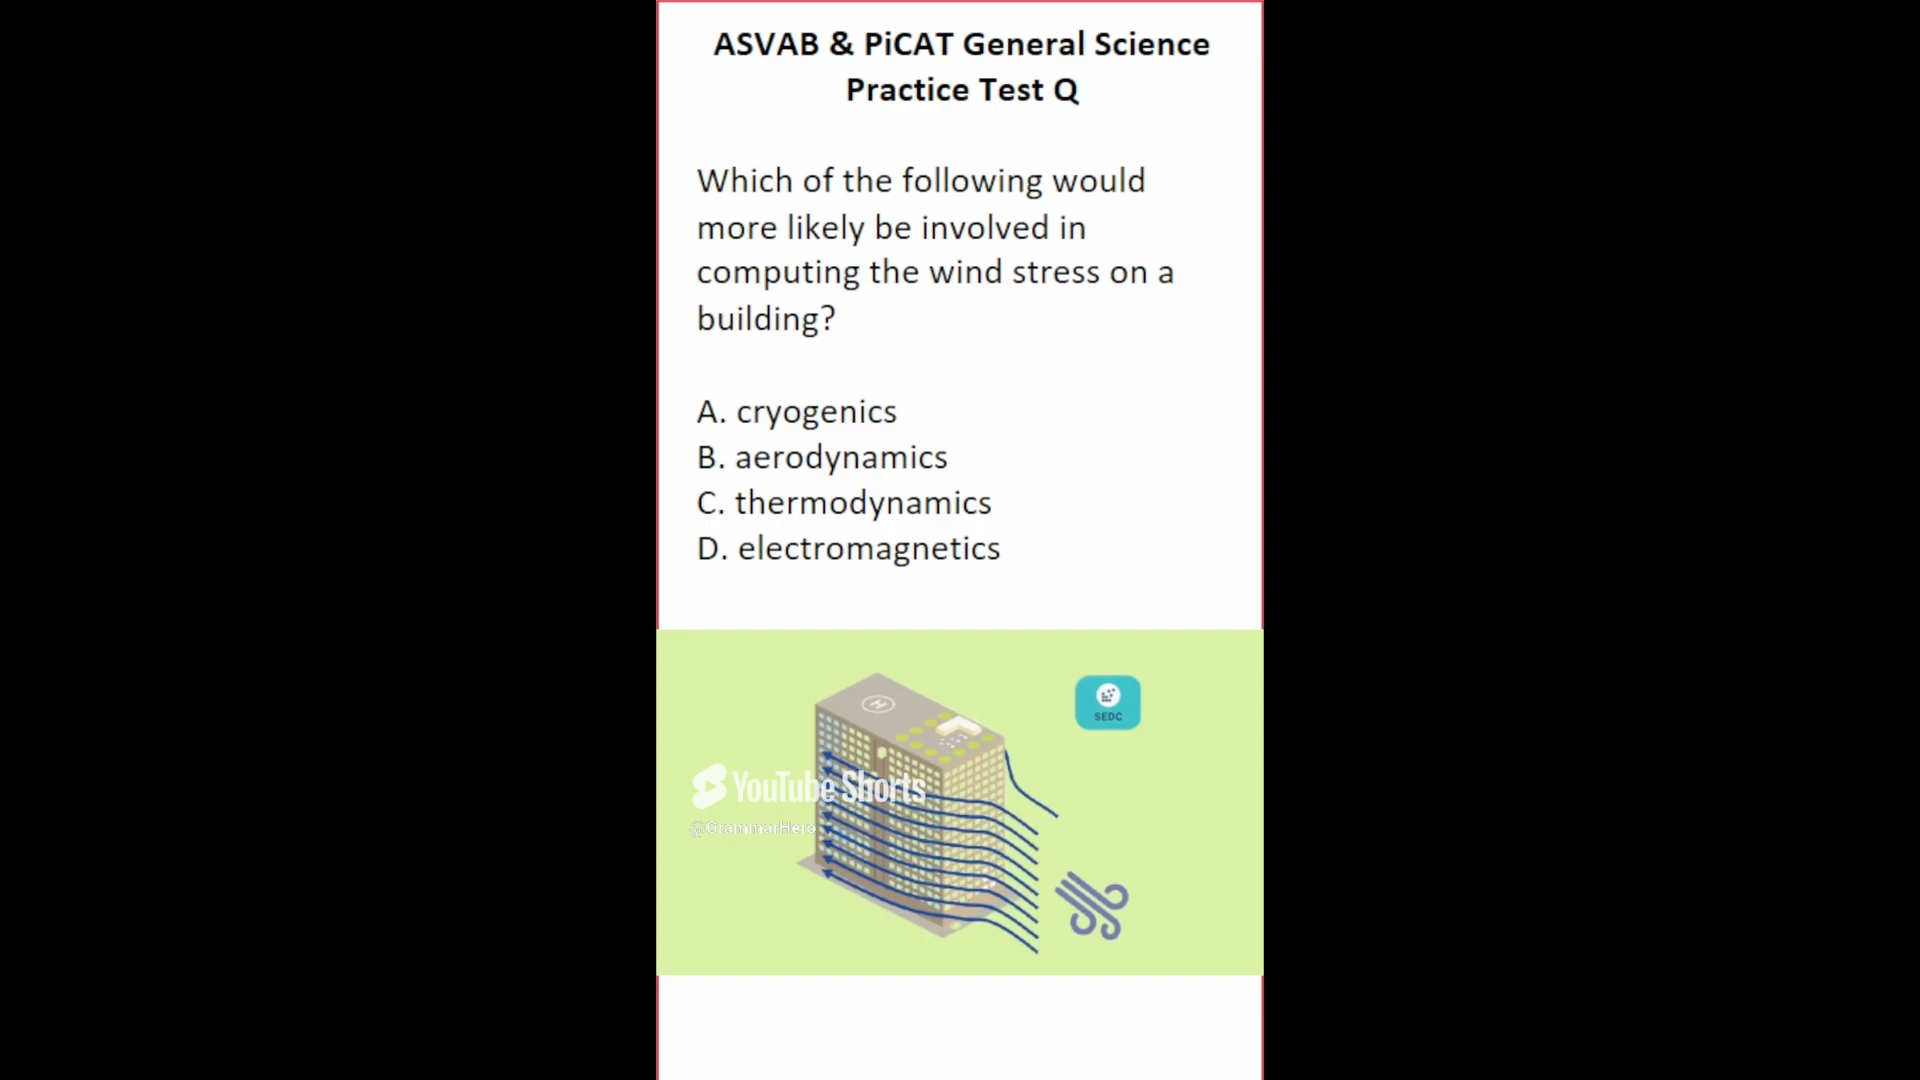 ASVAB & PiCAT General Science
Practice Test Q
Which of the following would
more likely be involved in
computing the wind stress on a
building?
A. cryogenics
B. aerodynamics
C. thermodynamics
D. electromagnetics
H
SEDC
YouTube Shorts
@GrammarHero